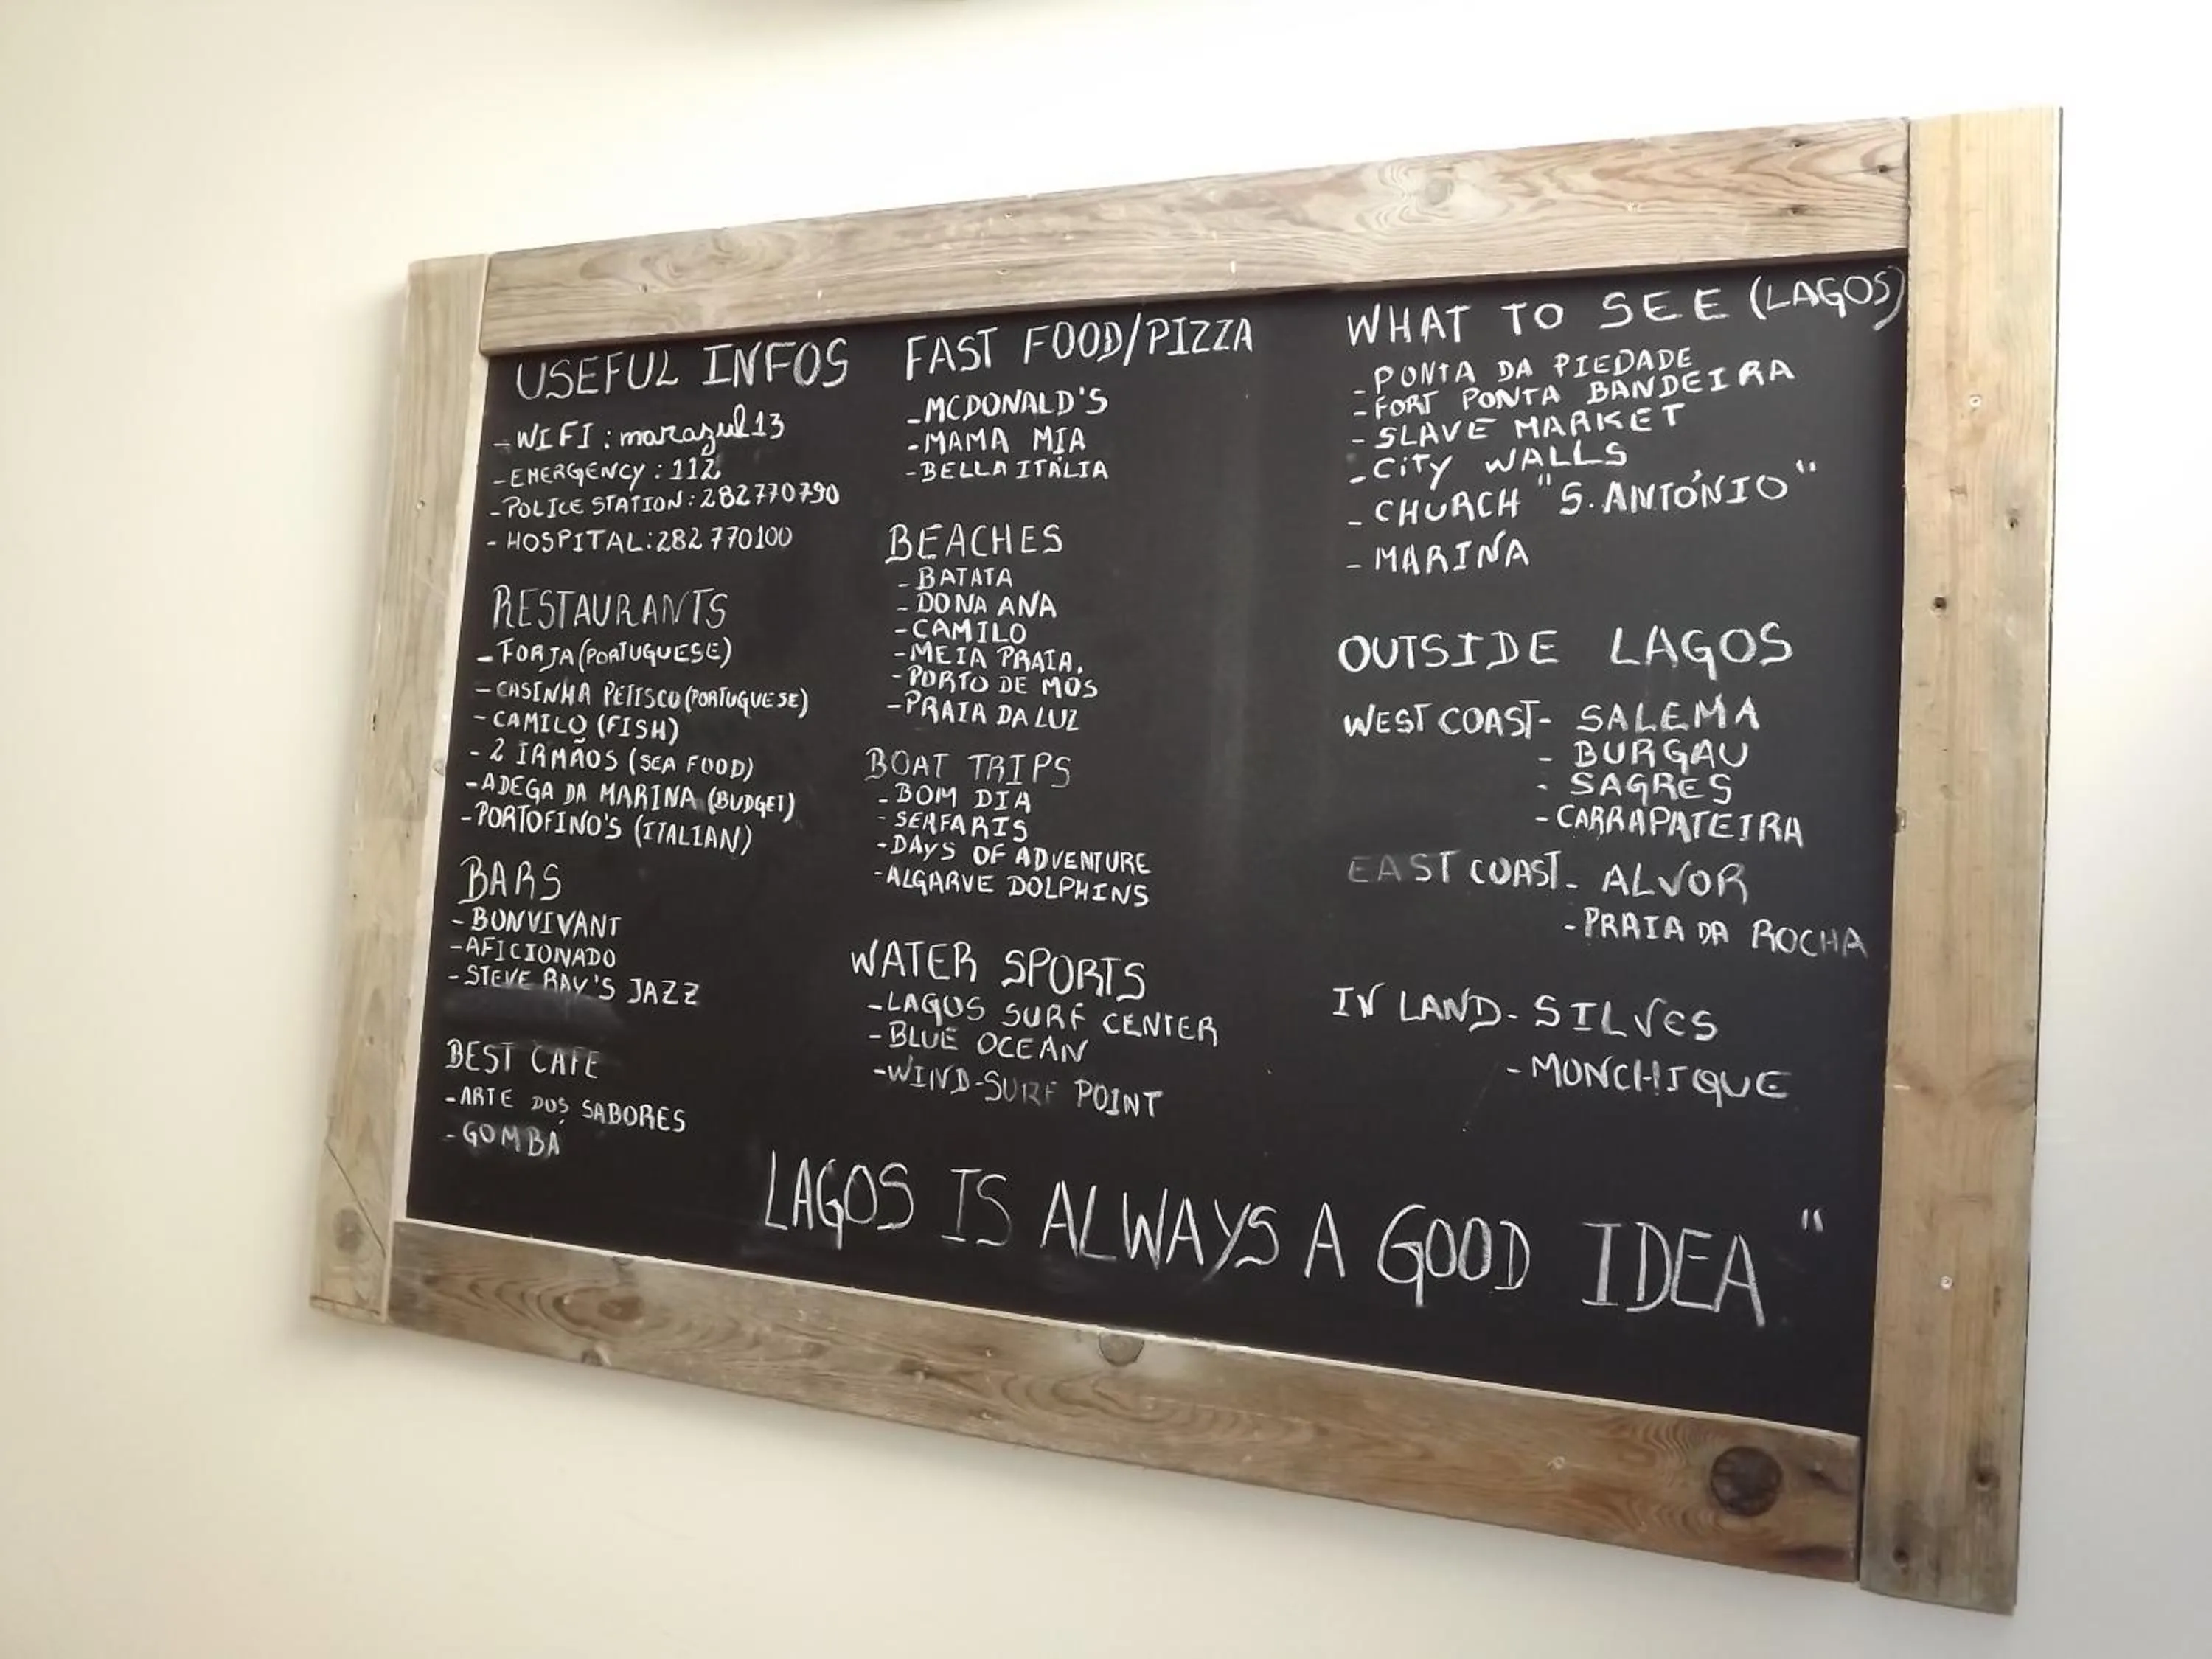 USEFUL INFOS
- WIFI : marazul13
- EMERGENCY : 112
- POLICE STATION : 282770790
- HOSPITAL : 282 770100
RESTAURANTS
- FORJA (PORTUGUESE)
- CASINHA PETISCO (PORTUGUESE)
- CAMILO (FISH)
- 2 IRMÃOS (SEA FOOD)
- ADEGA DA MARINA (BUDGET)
- PORTOFINO'S (ITALIAN)
BARS
- BONVIVANT
- AFICIONADO
- STEVE RAY'S JAZZ
BEST CAFE
- ARTE DOS SABORES
- GOMBÁ
FAST FOOD/PIZZA
- MCDONALD'S
- MAMA MIA
- BELLA ITÁLIA
BEACHES
- BATATA
- DONA ANA
- CAMILO
- MEIA PRAIA
- PORTO DE MÓS
- PRAIA DA LUZ
BOAT TRIPS
- BOM DIA
- SEAFARIS
- DAYS OF ADVENTURE
- ALGARVE DOLPHINS
WATER SPORTS
- LAGOS SURF CENTER
- BLUE OCEAN
- WIND-SURF POINT
WHAT TO SEE (LAGOS)
- PONTA DA PIEDADE
- FORT PONTA BANDEIRA
- SLAVE MARKET
- CITY WALLS
- CHURCH "S. ANTÓNIO"
- MARINA
OUTSIDE LAGOS
WEST COAST - SALEMA
- BURGAU
- SAGRES
- CARRAPATEIRA
EAST COAST - ALVOR
- PRAIA DA ROCHA
IN LAND - SILVES
- MONCHIQUE
LAGOS IS ALWAYS A GOOD IDEA "